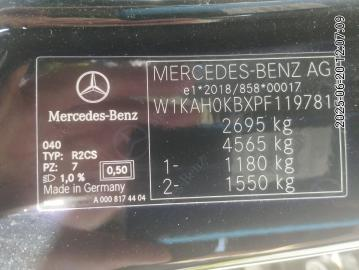 MERCEDES-BENZ AG
e1*2018/858*00017
W1KAH0KBXPF119781
2695 kg
4565 kg
1- 1180 kg
2- 1550 kg
Mercedes-Benz
040
TYP: R2CS
PZ: 7
1,0 % 0,50
Made in Germany
A 000 817 44 04
2025-06-20 12:07:09